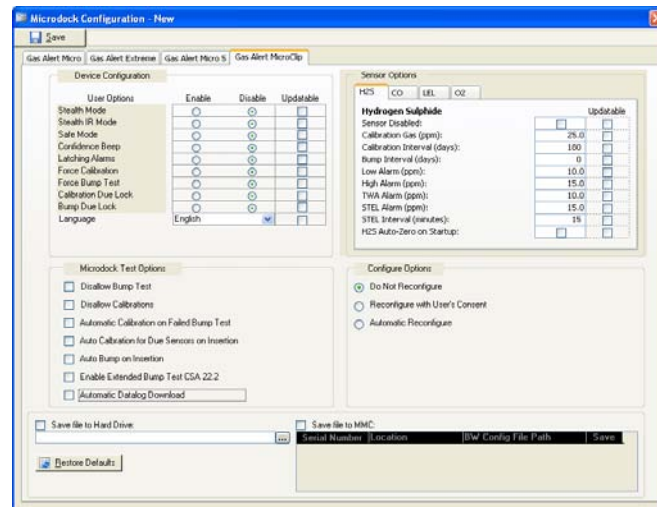 Microdock Configuration - New
Save
Gas Alert Micro Gas Alert Extreme Gas Alert Micro 5 Gas Alert MicroClip
Device Configuration
User Options Enable Disable Updatable
Stealth Mode
Stealth IR Mode
Safe Mode
Confidence Beep
Latching Alarms
Force Calibration
Force Bump Test
Calibration Due Lock
Bump Due Lock
Language English
Sensor Options
H2S CO LEL O2
Hydrogen Sulphide Updatable
Sensor Disabled:
Calibration Gas (ppm): 25.0
Calibration Interval (days): 180
Bump Interval (days): 0
Low Alarm (ppm): 10.0
High Alarm (ppm): 15.0
TWA Alarm (ppm): 10.0
STEL Alarm (ppm): 15.0
STEL Interval (minutes): 15
H2S Auto-Zero on Startup:
Microdock Test Options
Disallow Bump Test
Disallow Calibrations
Automatic Calibration on Failed Bump Test
Auto Calibration for Due Sensors on Insertion
Auto Bump on Insertion
Enable Extended Bump Test CSA 22.2
Automatic Datalog Download
Configure Options
Do Not Reconfigure
Reconfigure with User's Consent
Automatic Reconfigure
Save file to Hard Drive:
...
Restore Defaults
Save file to MMC:
Serial Number Location BW Config File Path Save